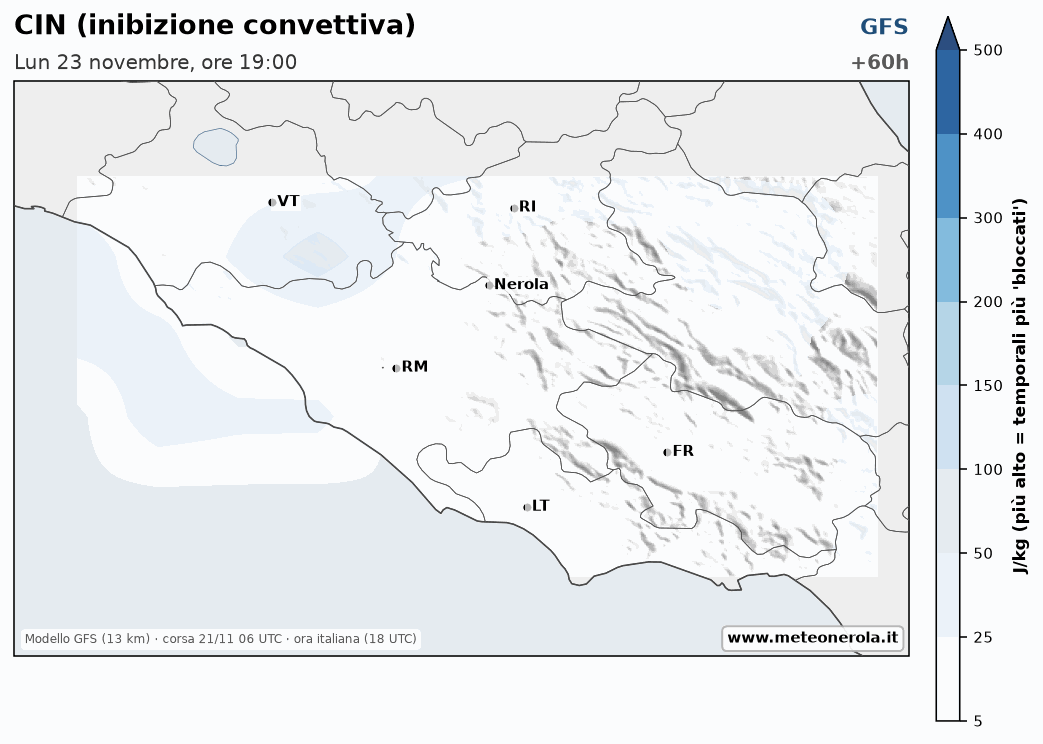 CIN (inibizione convettiva)
GFS
Lun 23 novembre, ore 19:00
+60h
VT
RI
Nerola
RM
FR
LT
Modello GFS (13 km) · corsa 21/11 06 UTC · ora italiana (18 UTC)
www.meteonerola.it
500
400
300
200
150
100
50
25
5
J/kg (più alto = temporali più 'bloccati')